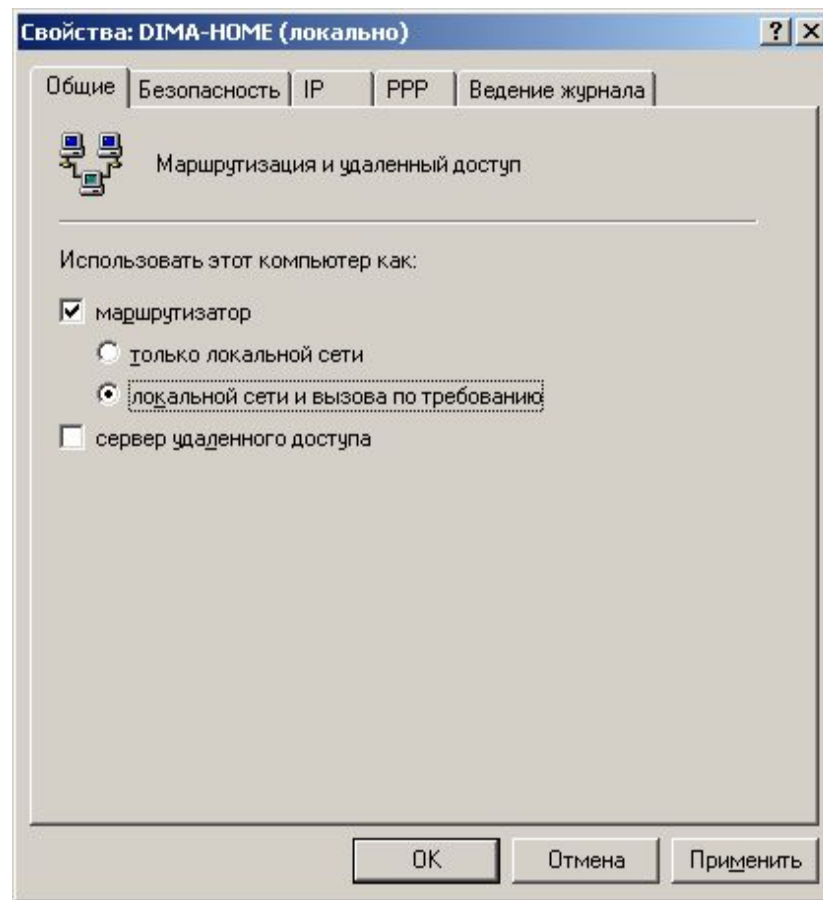 Свойства: DIMA-HOME (локально)
Общие Безопасность IP PPP Ведение журнала
Маршрутизация и удаленный доступ
Использовать этот компьютер как:
маршрутизатор
только локальной сети
локальной сети и вызова по требованию
сервер удаленного доступа
OK Отмена Применить